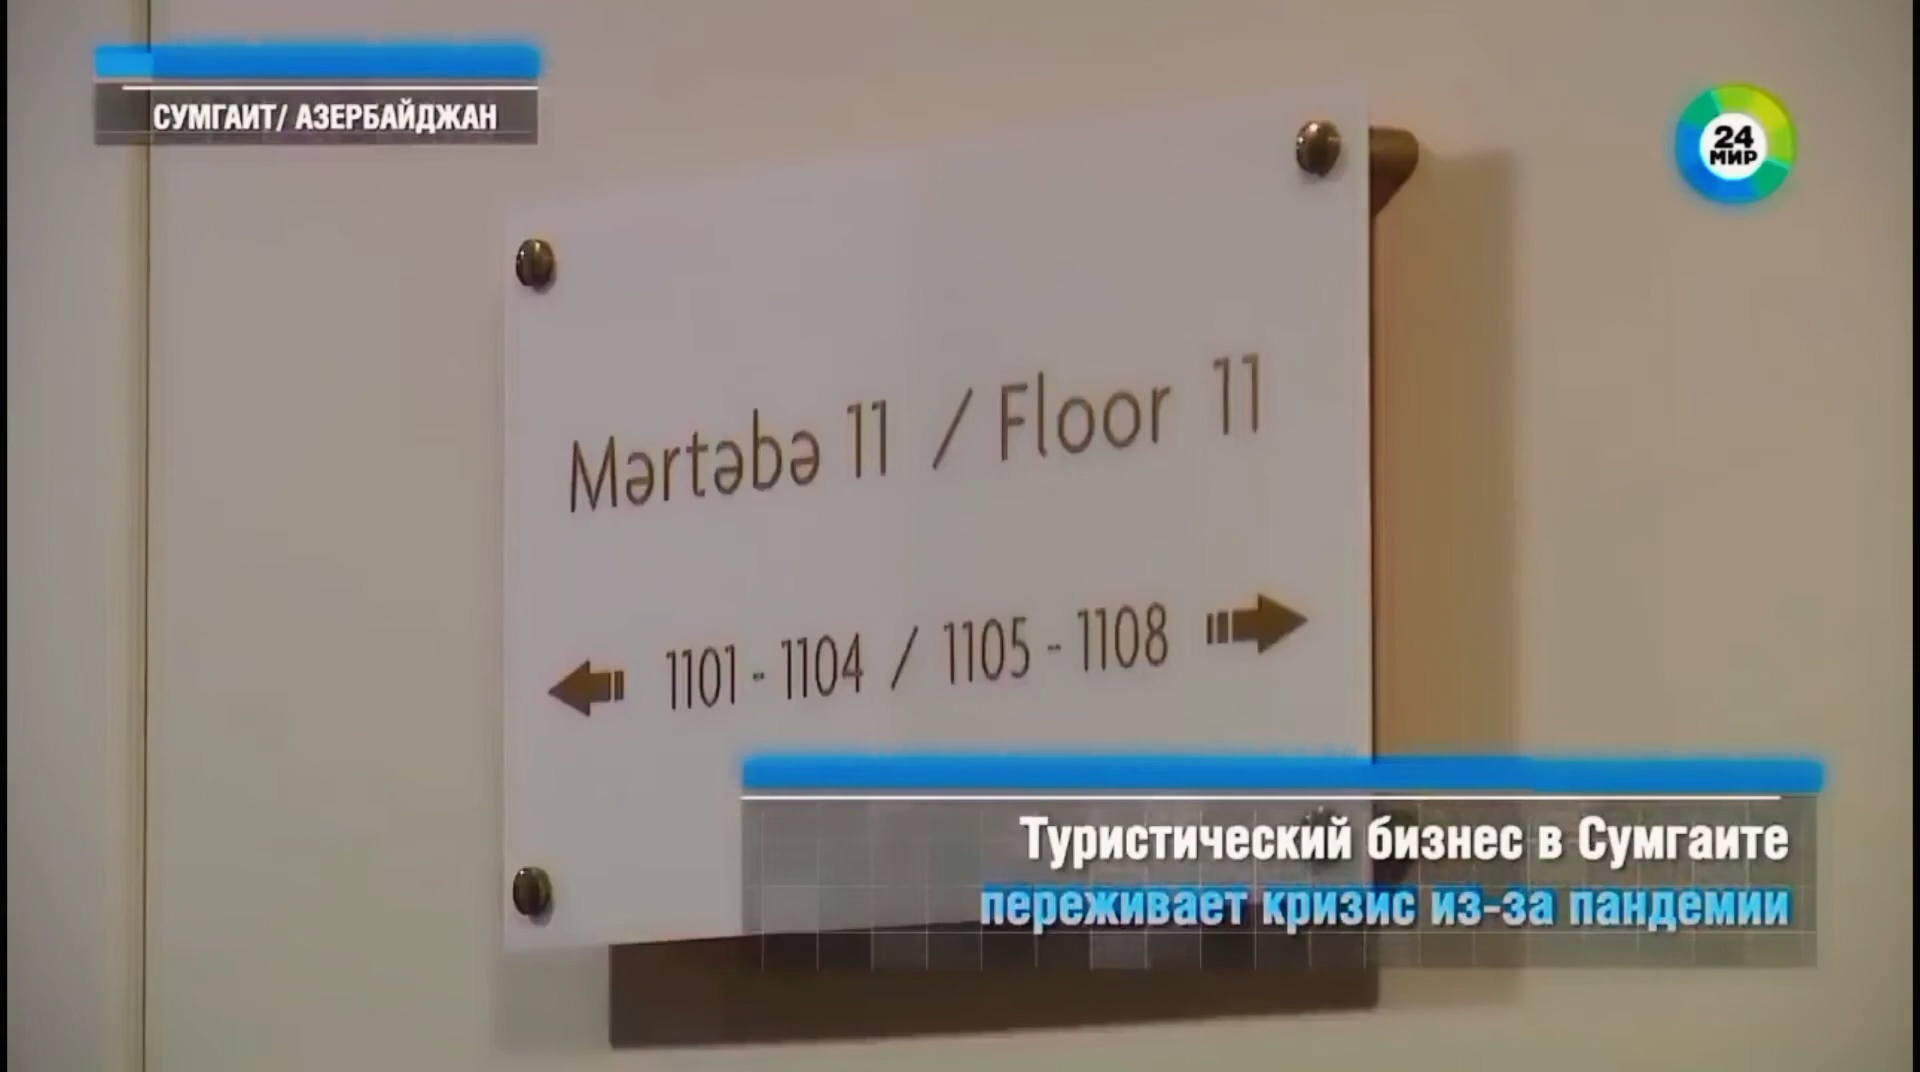 СУМГАИТ/ АЗЕРБАЙДЖАН
24
МИР
Mərtəbə 11 / Floor 11
1101 - 1104 / 1105 - 1108
Туристический бизнес в Сумгаите
переживает кризис из-за пандемии